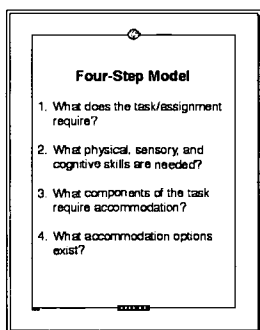 Four-Step Model
1. What does the task/assignment
require?
2. What physical, sensory, and
cognitive skills are needed?
3. What components of the task
require accommodation?
4. What accommodation options
exist?